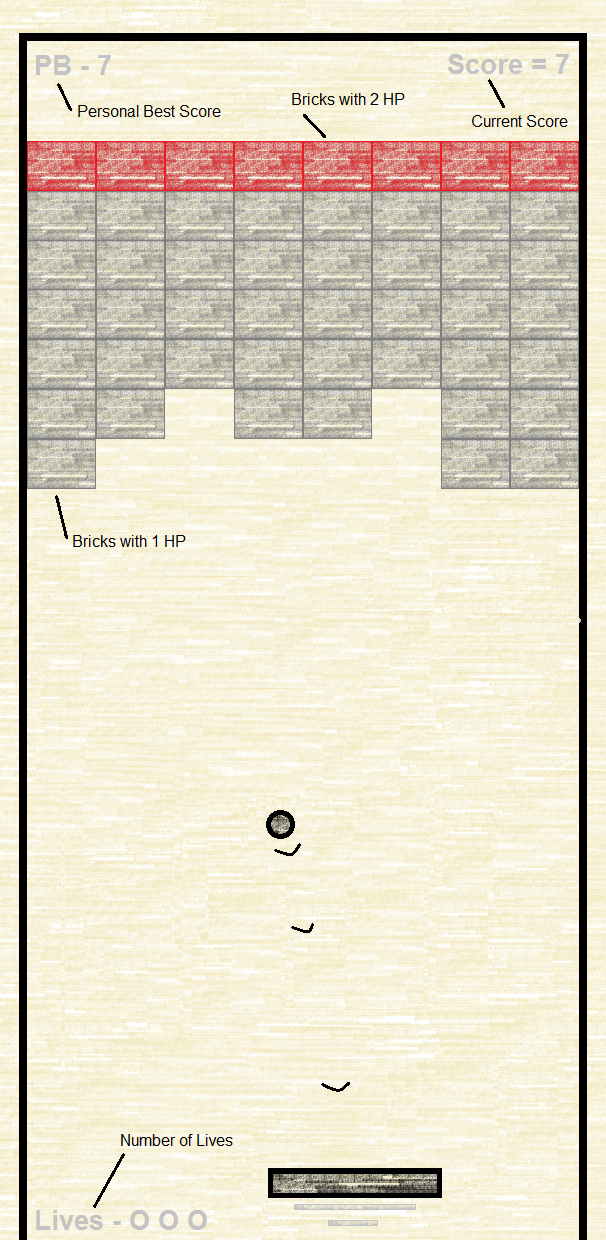 PB - 7
Score = 7
Personal Best Score
Bricks with 2 HP
Current Score
Bricks with 1 HP
Number of Lives
Lives - O O O